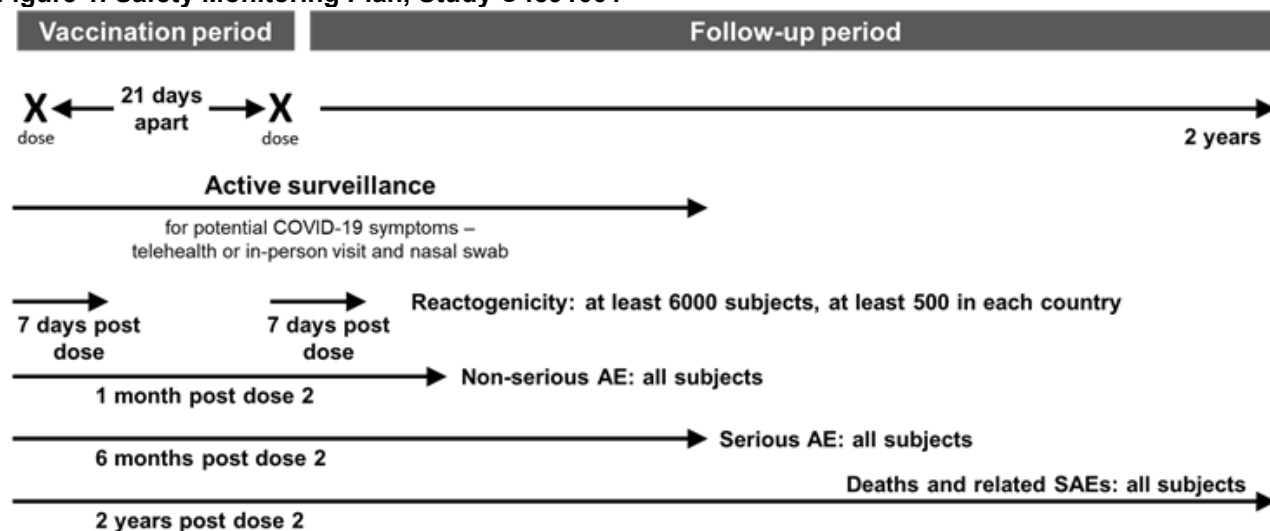 Vaccination period
Follow-up period
X 21 days apart X
dose
dose
2 years
Active surveillance
for potential COVID-19 symptoms –
telehealth or in-person visit and nasal swab
7 days post
dose
7 days post
dose
Reactogenicity: at least 6000 subjects, at least 500 in each country
Non-serious AE: all subjects
1 month post dose 2
Serious AE: all subjects
6 months post dose 2
Deaths and related SAEs: all subjects
2 years post dose 2